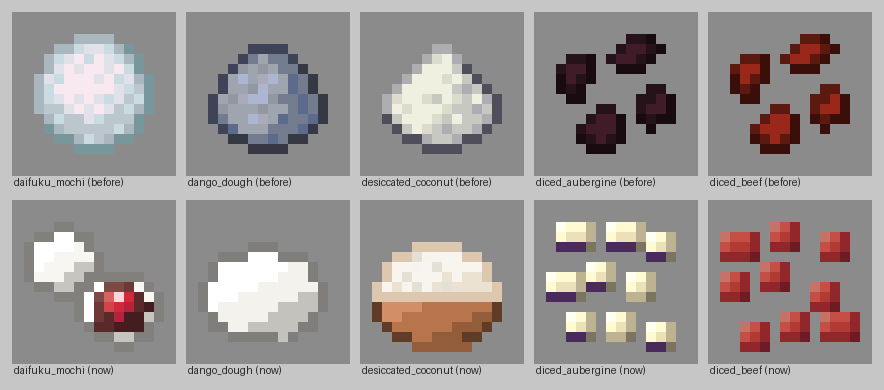 daifuku_mochi (before) dango_dough (before) desiccated_coconut (before) diced_aubergine (before) diced_beef (before)
daifuku_mochi (now) dango_dough (now) desiccated_coconut (now) diced_aubergine (now) diced_beef (now)